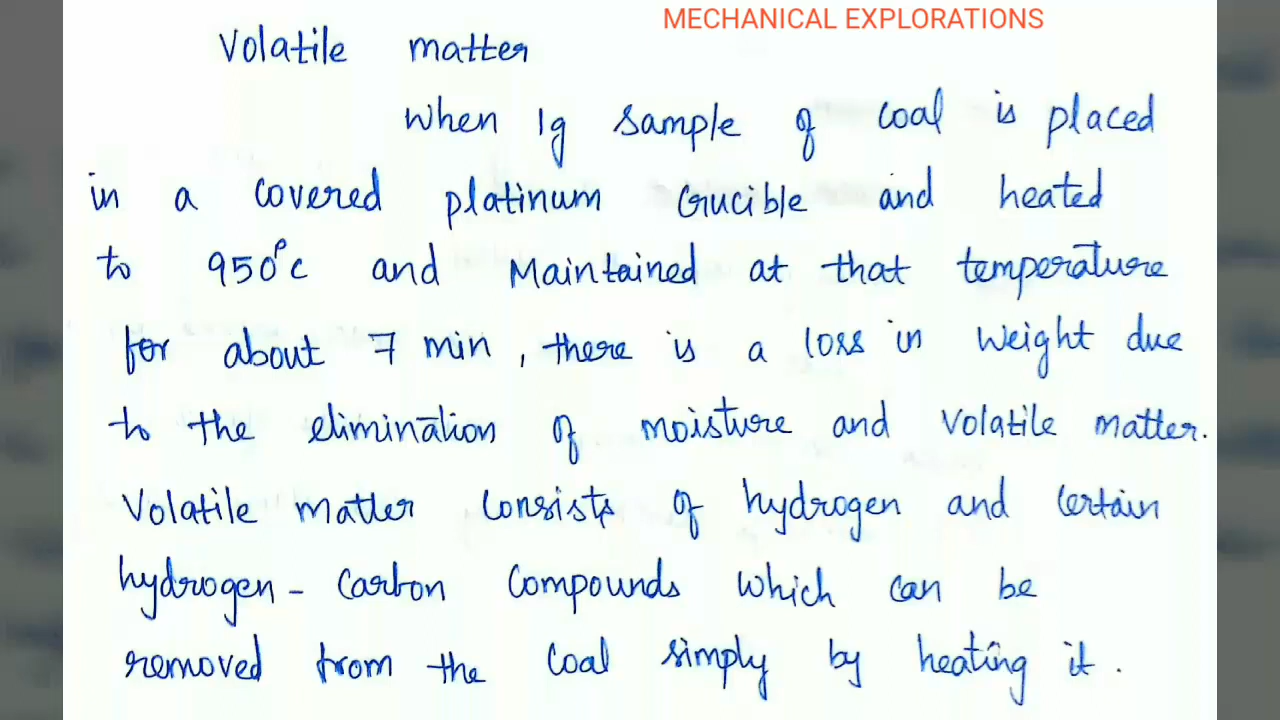 MECHANICAL EXPLORATIONS
Volatile matter
When 1g sample of coal is placed
in a covered platinum crucible and heated
to 950°C and Maintained at that temperature
for about 7 min, there is a loss in weight due
to the elimination of moisture and volatile matter.
Volatile matter consists of hydrogen and certain
hydrogen - carbon compounds which can be
removed from the coal simply by heating it.